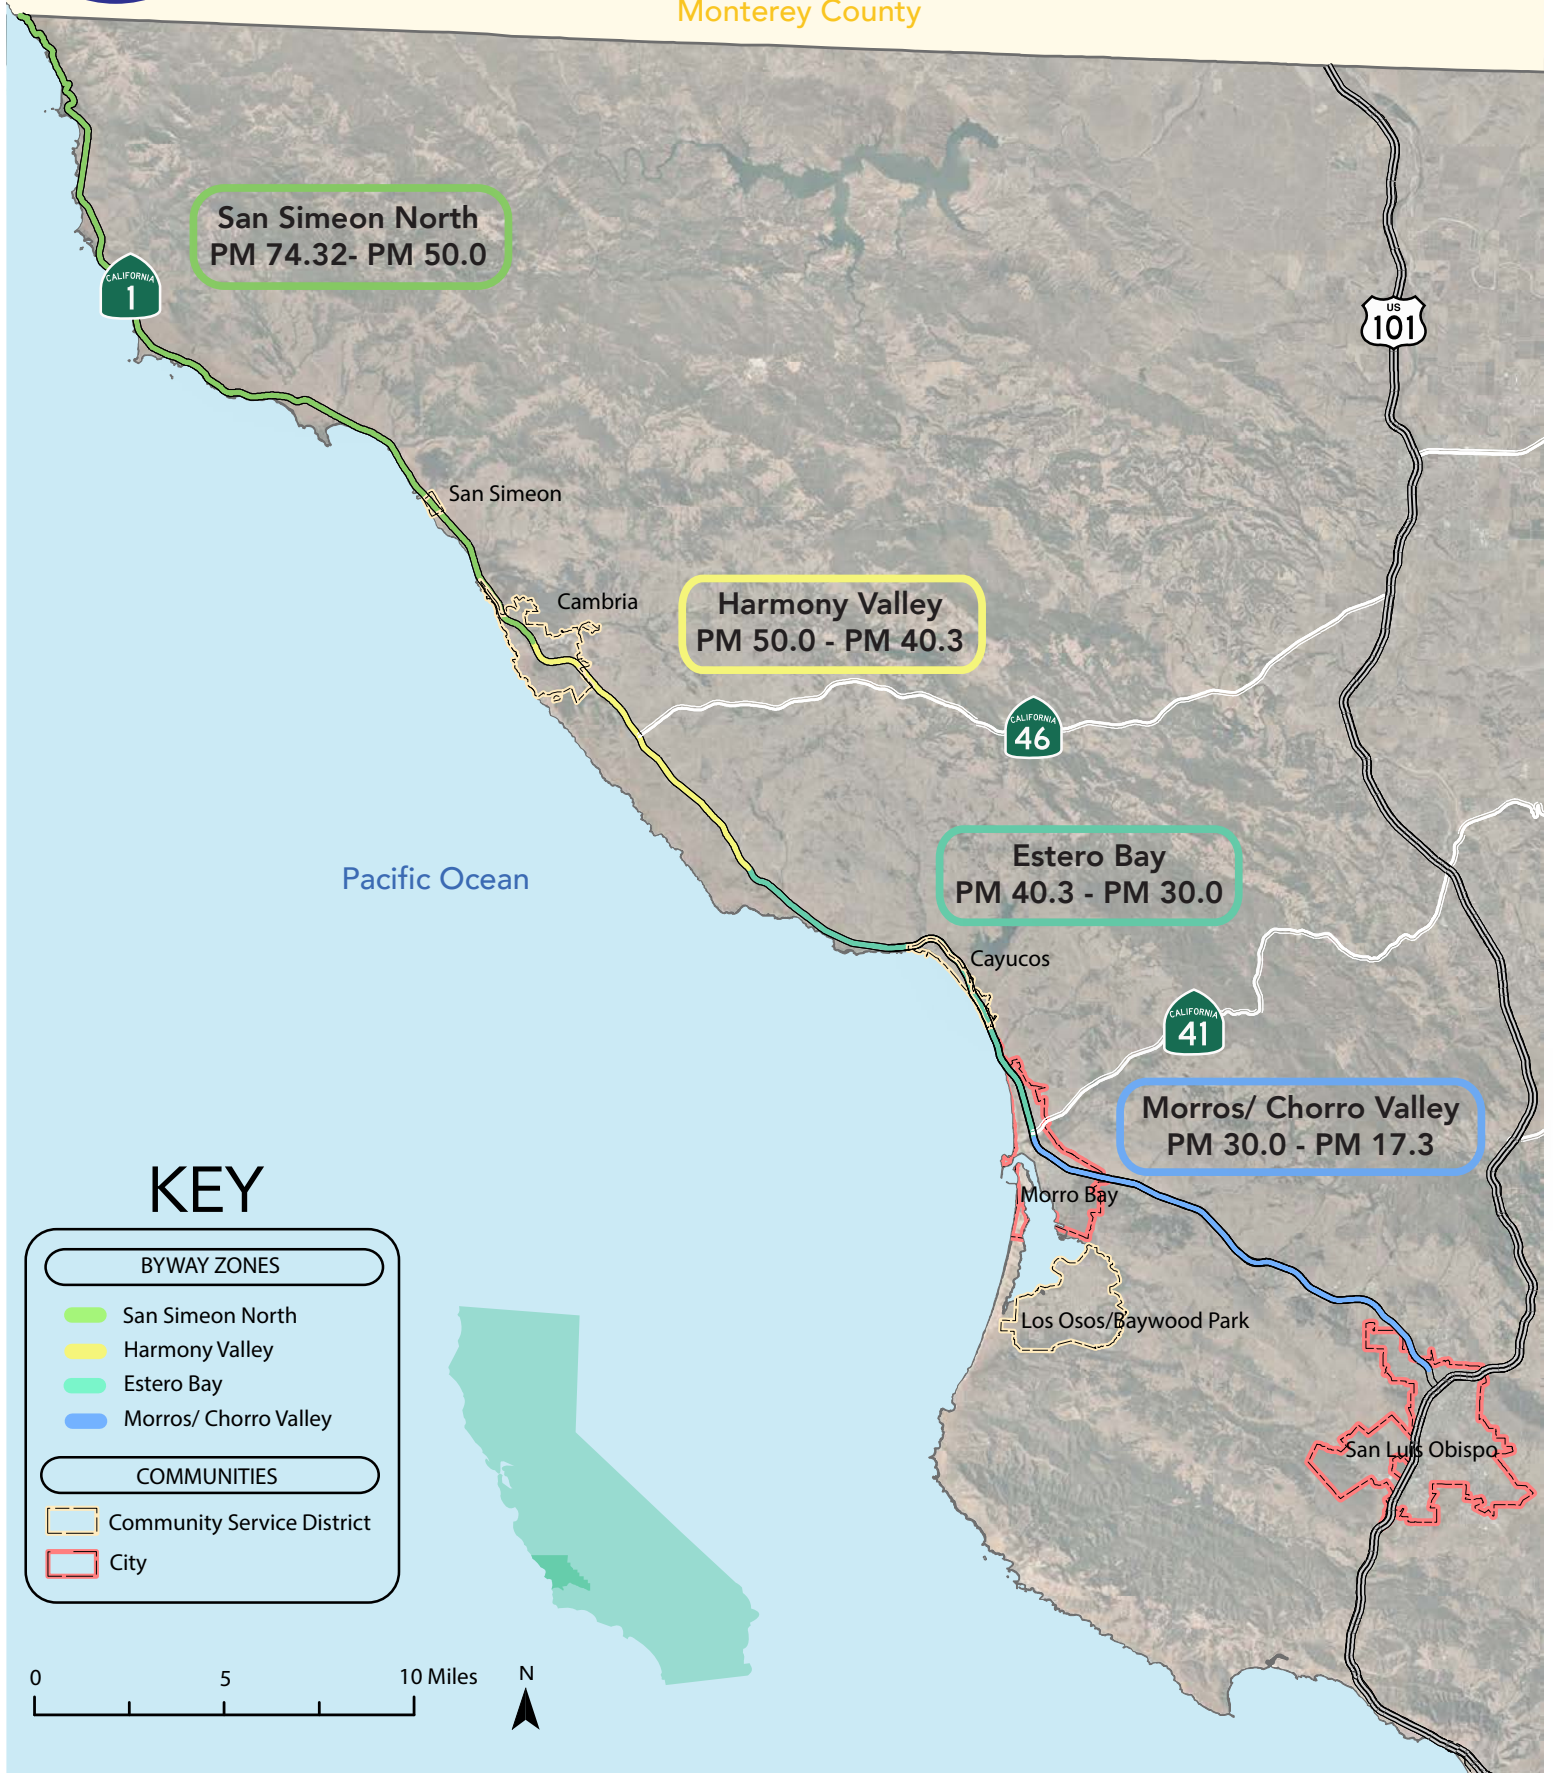 Monterey County
San Simeon North
PM 74.32- PM 50.0
CALIFORNIA
1
US
101
San Simeon
Cambria
Harmony Valley
PM 50.0 - PM 40.3
CALIFORNIA
46
Pacific Ocean
Estero Bay
PM 40.3 - PM 30.0
Cayucos
CALIFORNIA
41
Morros/ Chorro Valley
PM 30.0 - PM 17.3
Morro Bay
Los Osos/Baywood Park
San Luis Obispo
KEY
BYWAY ZONES
San Simeon North
Harmony Valley
Estero Bay
Morros/ Chorro Valley
COMMUNITIES
Community Service District
City
0 5 10 Miles
N